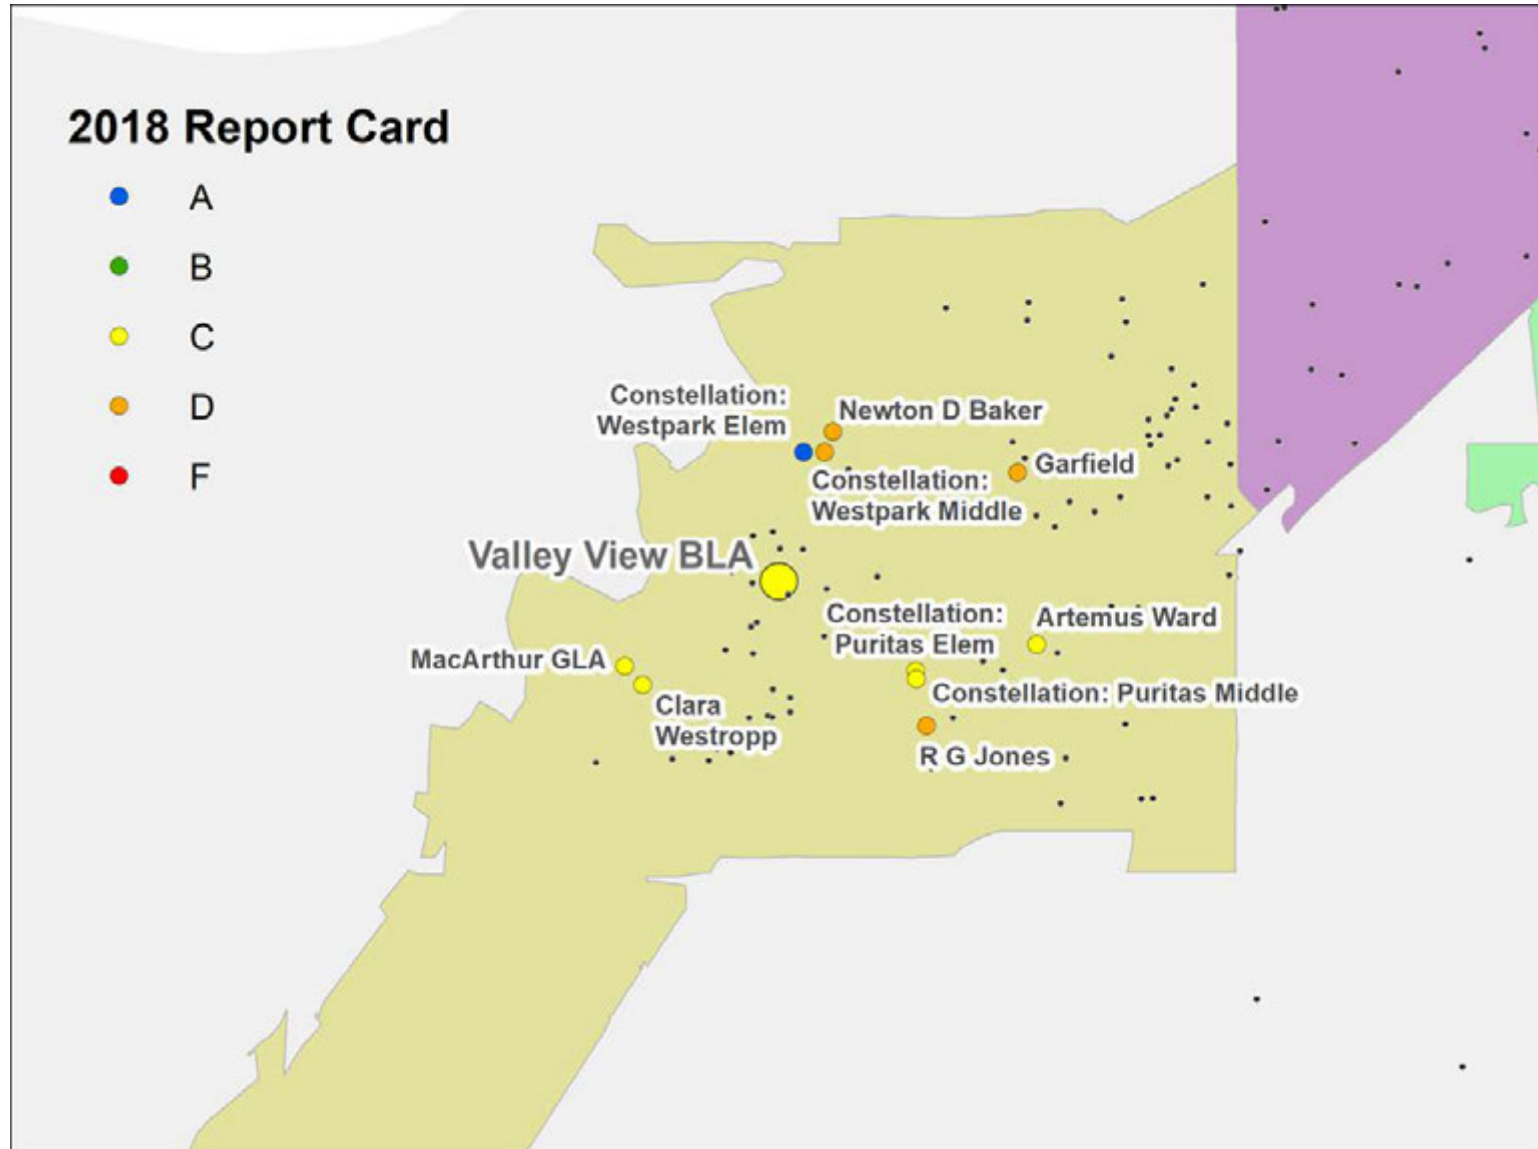 2018 Report Card
A
B
C
D
F
Constellation:
Westpark Elem
Newton D Baker
Garfield
Constellation:
Westpark Middle
Valley View BLA
Constellation:
Puritas Elem
Artemus Ward
MacArthur GLA
Constellation: Puritas Middle
Clara
Westropp
R G Jones